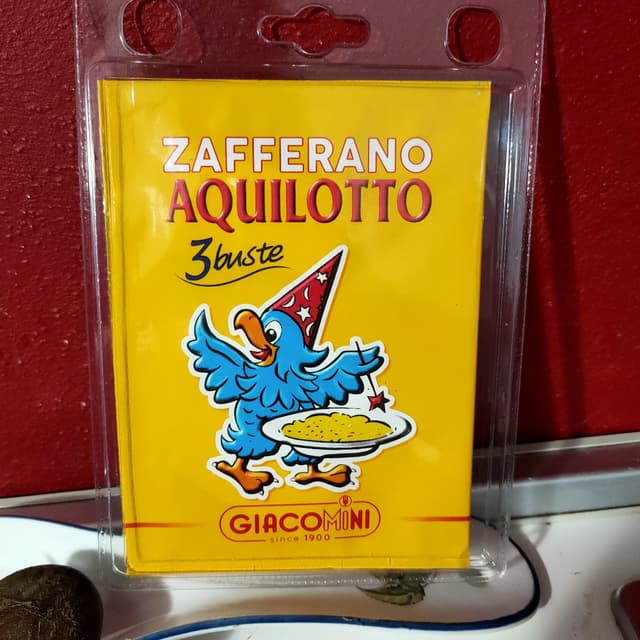 ZAFFERANO
AQUILOTTO
3 buste
GIACOMINI
since 1900